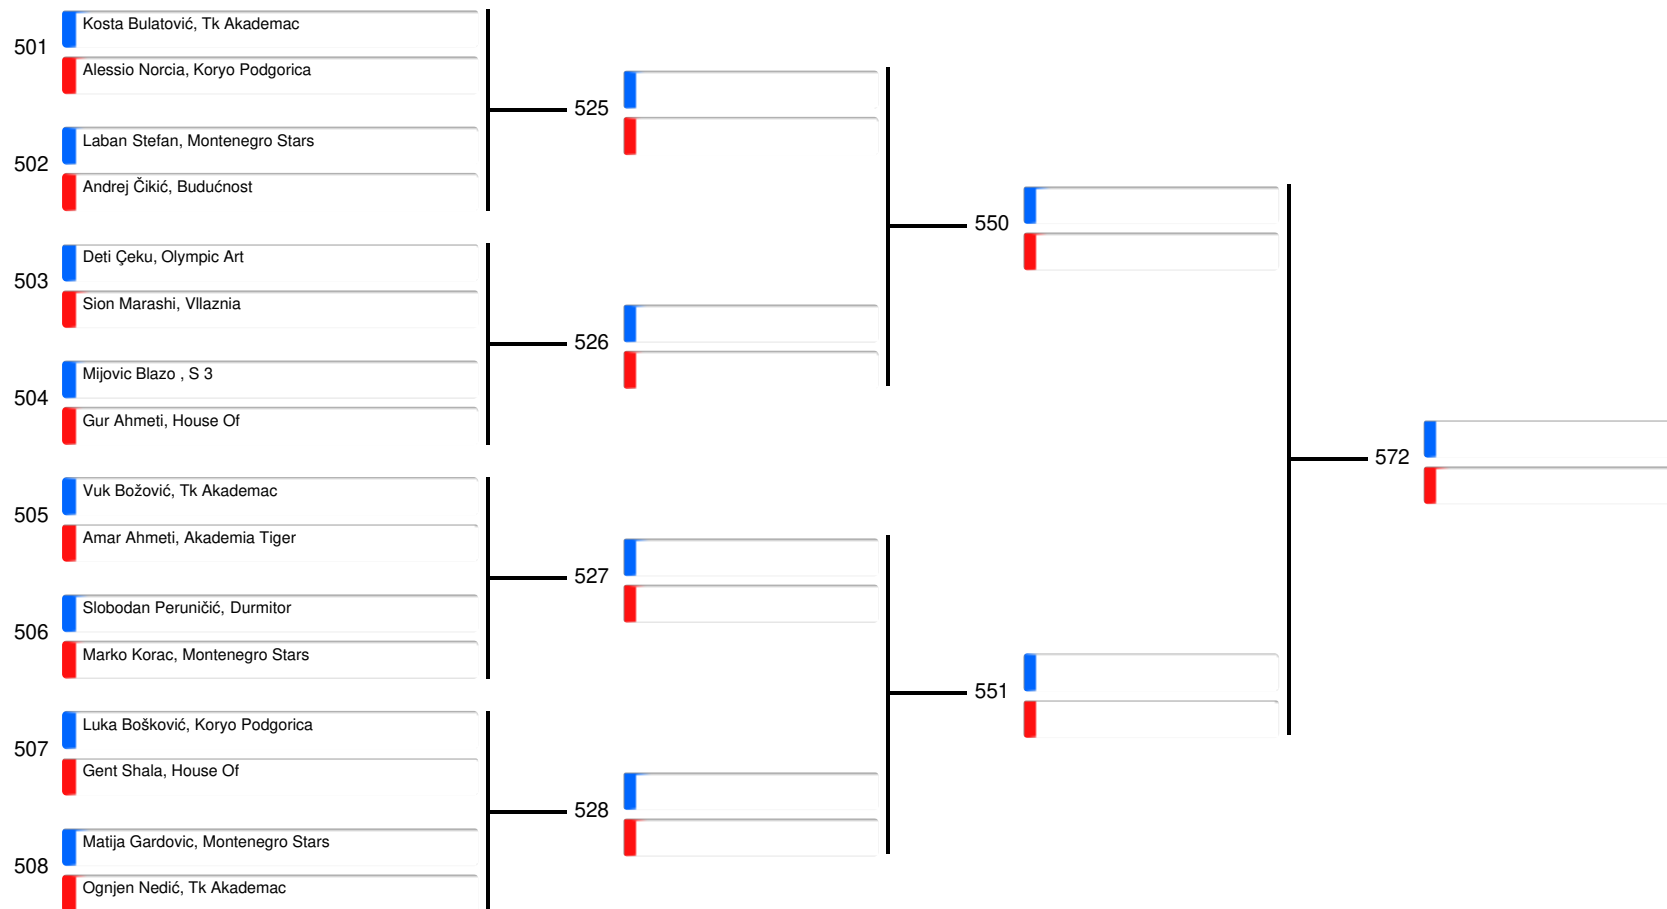 501
Kosta Bulatović, Tk Akademac
Alessio Norcia, Koryo Podgorica
502
Laban Stefan, Montenegro Stars
Andrej Čikić, Budućnost
503
Deti Çeku, Olympic Art
Sion Marashi, Vllaznia
504
Mijovic Blazo , S 3
Gur Ahmeti, House Of
505
Vuk Božović, Tk Akademac
Amar Ahmeti, Akademia Tiger
506
Slobodan Peruničić, Durmitor
Marko Korac, Montenegro Stars
507
Luka Bošković, Koryo Podgorica
Gent Shala, House Of
508
Matija Gardovic, Montenegro Stars
Ognjen Nedić, Tk Akademac
525
526
527
528
550
551
572